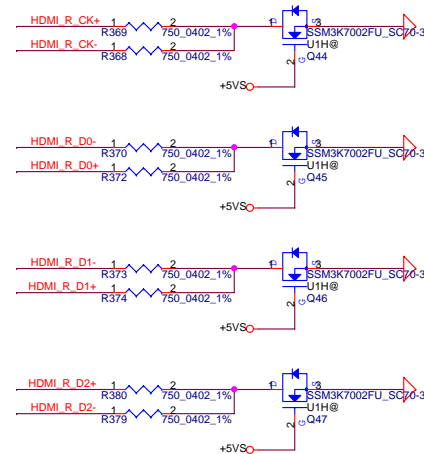 HDMI_R_CK+ 1 2 D S 3
R369 750_0402_1% SSM3K7002FU_SC70-3
HDMI_R_CK- 1 2 U1H@
R368 750_0402_1% 2 G Q44
+5VS
HDMI_R_D0- 1 2 D S 3
R370 750_0402_1% SSM3K7002FU_SC70-3
HDMI_R_D0+ 1 2 U1H@
R372 750_0402_1% 2 G Q45
+5VS
HDMI_R_D1- 1 2 D S 3
R373 750_0402_1% SSM3K7002FU_SC70-3
HDMI_R_D1+ 1 2 U1H@
R374 750_0402_1% 2 G Q46
+5VS
HDMI_R_D2+ 1 2 D S 3
R380 750_0402_1% SSM3K7002FU_SC70-3
HDMI_R_D2- 1 2 U1H@
R379 750_0402_1% 2 G Q47
+5VS